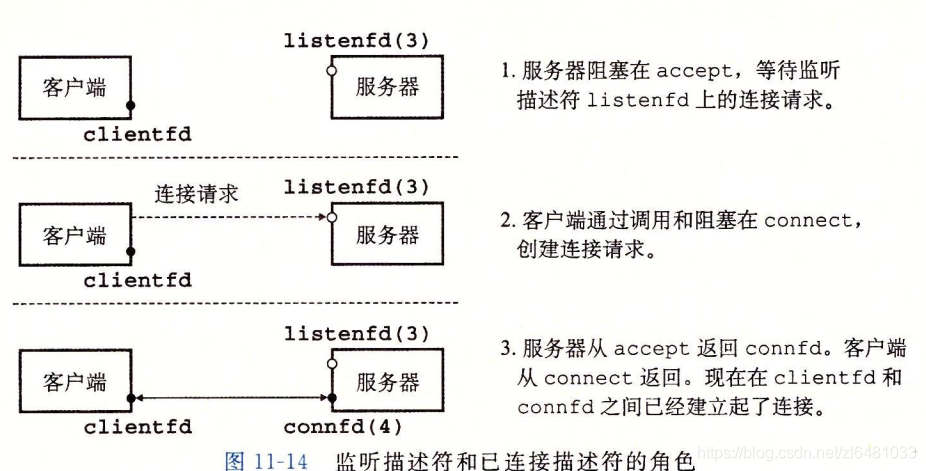 listenfd(3)
客户端
服务器
clientfd
1. 服务器阻塞在 accept，等待监听
描述符 listenfd 上的连接请求。
连接请求
listenfd(3)
客户端
服务器
clientfd
2. 客户端通过调用和阻塞在 connect，
创建连接请求。
listenfd(3)
客户端
服务器
clientfd
connfd(4)
3. 服务器从 accept 返回 connfd。客户端
从 connect 返回。现在在 clientfd 和
connfd 之间已经建立起了连接。
图 11-14 监听描述符和已连接描述符的角色
https://blog.csdn.net/zl6481033